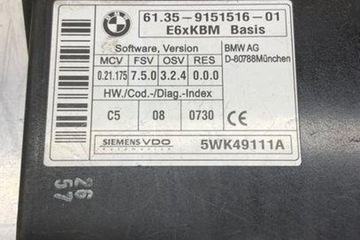 61.35-9151516-01
E6xKBM Basis
Software, Version
BMW AG
D-80788München
MCV FSV OSV RES
0.21.175 7.5.0 3.2.4 0.0.0
HW./Cod.-/Diag.-Index
C5 08 0730 CE
SIEMENS VDO
Automotive
5WK49111A
26
57